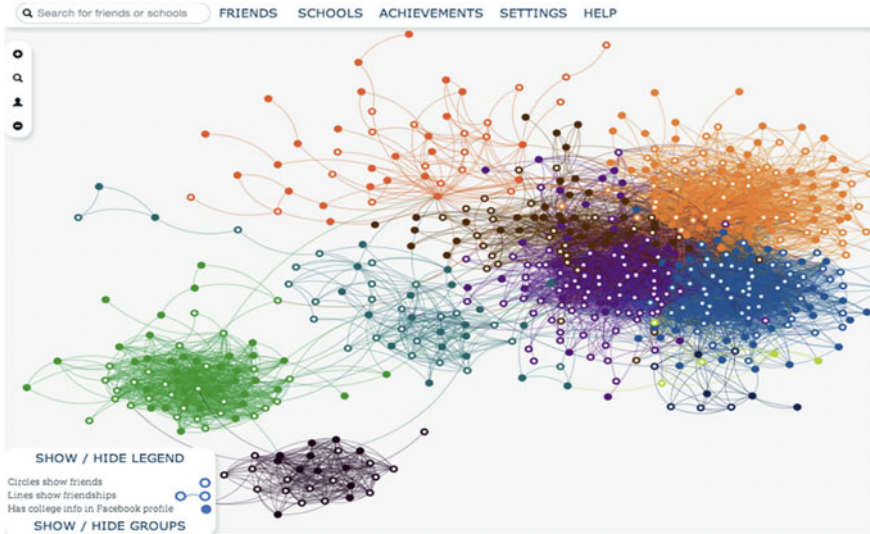 Search for friends or schools FRIENDS SCHOOLS ACHIEVEMENTS SETTINGS HELP
SHOW / HIDE LEGEND
Circles show friends
Lines show friendships
Has college info in Facebook profile
SHOW / HIDE GROUPS